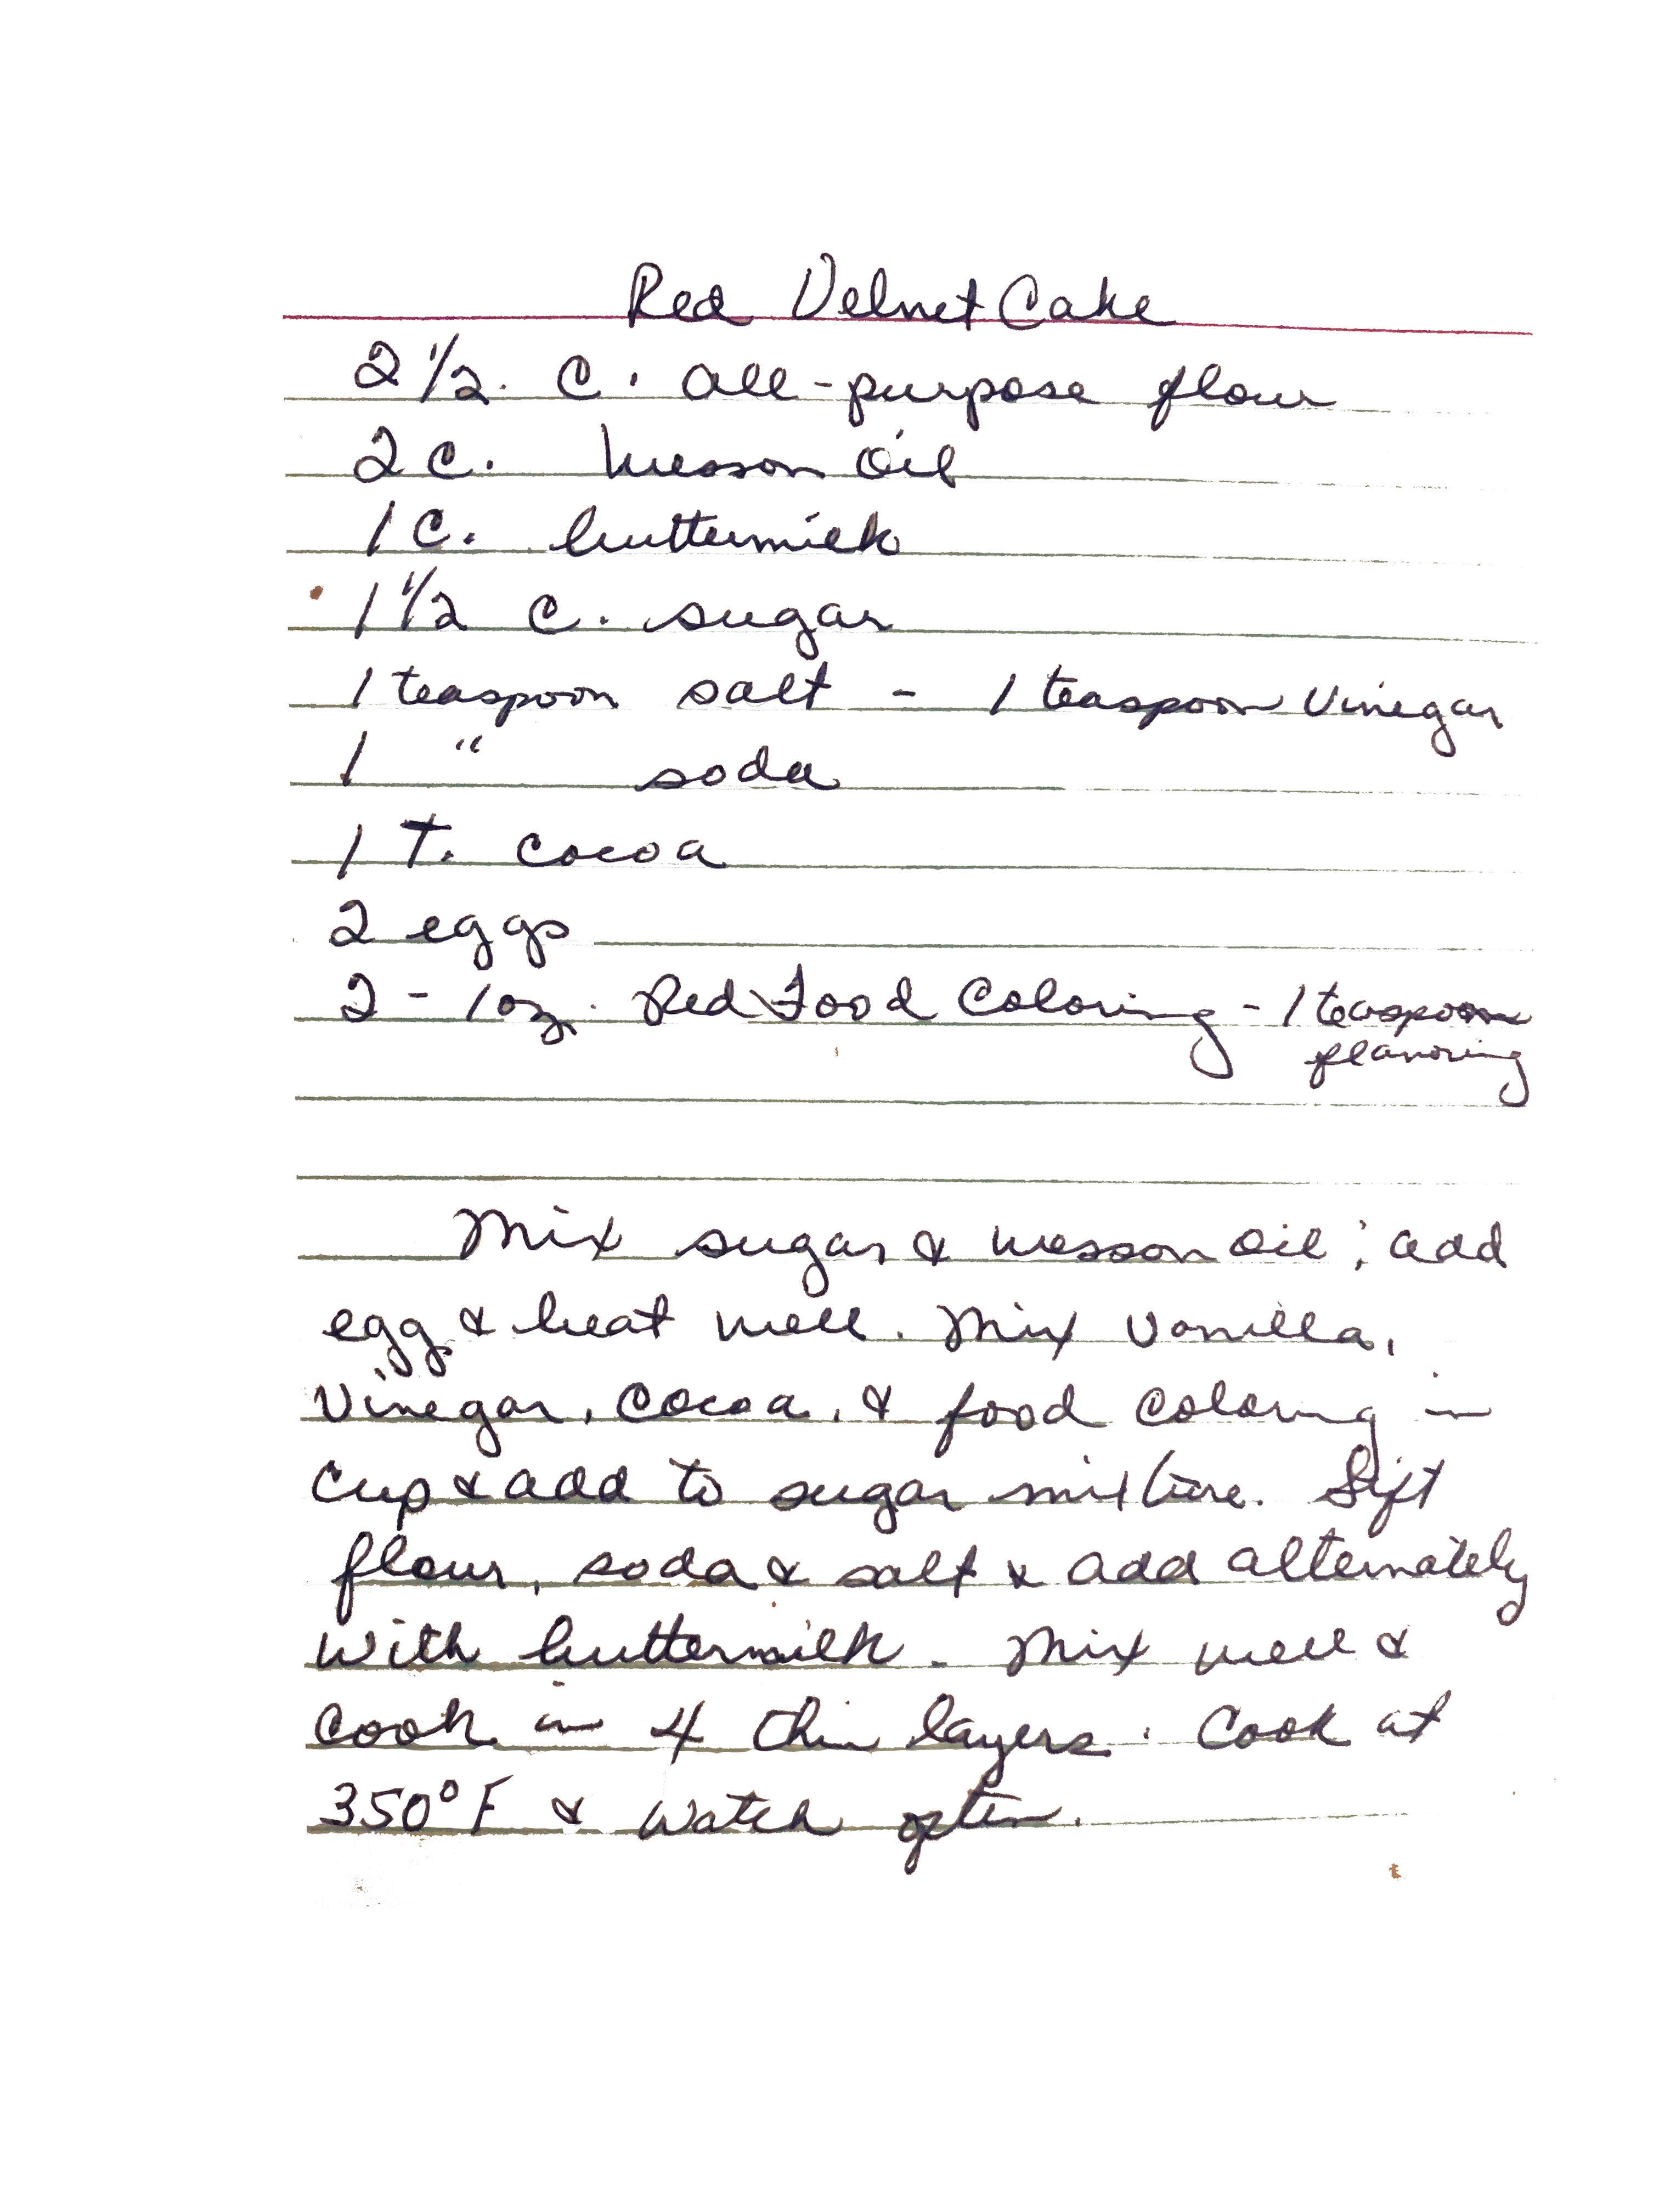 Red Velvet Cake
2 1/2 C. all-purpose flour
2 C. Wesson Oil
1 C. buttermilk
1 1/2 C. sugar
1 teaspoon salt - 1 teaspoon Vinegar
1 " soda
1 T. cocoa
2 eggs
2 - 1 oz. Red Food Coloring - 1 teaspoon
flavoring
Mix sugar & wesson oil; add
egg & beat well. Mix vanilla,
Vinegar, Cocoa, & food coloring in
cup & add to sugar mixture. Sift
flour, soda & salt & add alternately
with buttermilk. Mix well &
cook in 4 thin layers. Cook at
350° F & watch often.